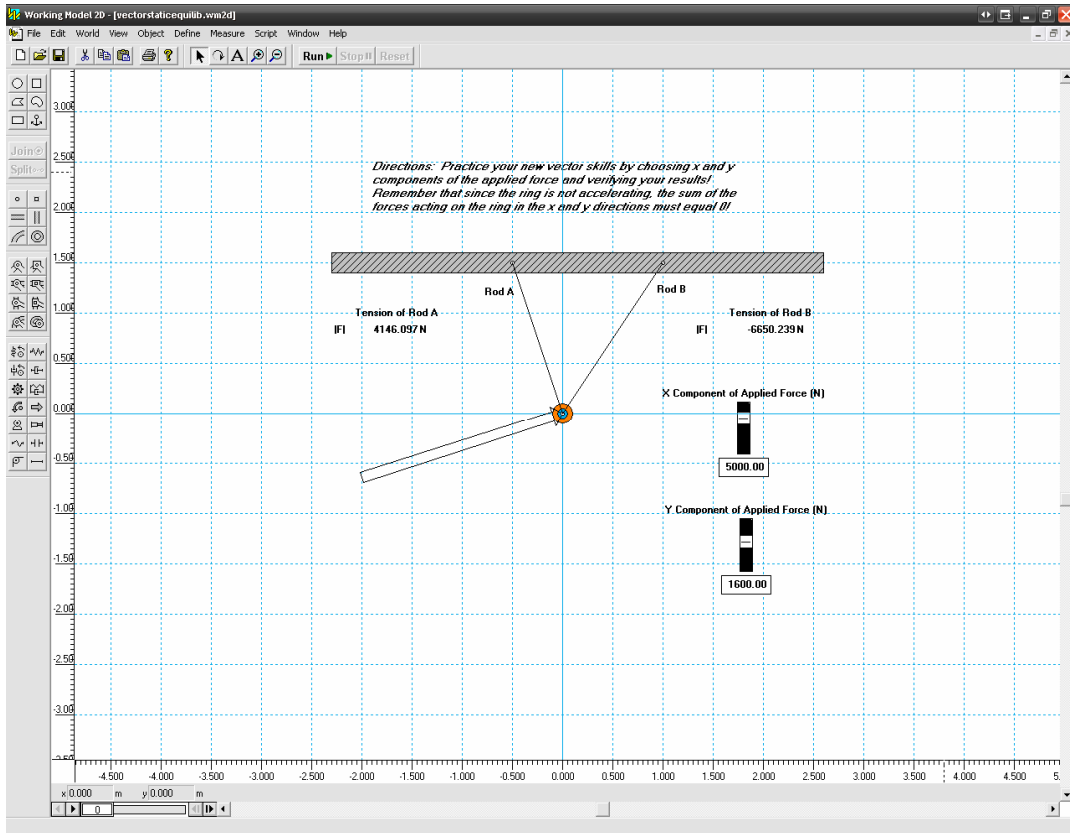 Working Model 2D - [vectorstaticequilib.wm2d]
File Edit World View Object Define Measure Script Window Help
Run Stop Reset
Join
Split
3.000
2.500
2.000
1.500
1.000
0.500
0.000
-0.50
-1.00
-1.50
-2.00
-2.50
-3.00
Directions: Practice your new vector skills by choosing x and y
components of the applied force and verifying your results!
Remember that since the ring is not accelerating, the sum of the
forces acting on the ring in the x and y directions must equal 0!
Rod A
Rod B
Tension of Rod A
|F| 4146.097 N
Tension of Rod B
|F| -6650.239 N
X Component of Applied Force (N)
5000.00
Y Component of Applied Force (N)
1600.00
-4.500 -4.000 -3.500 -3.000 -2.500 -2.000 -1.500 -1.000 -0.500 0.000 0.500 1.000 1.500 2.000 2.500 3.000 3.500 4.000 4.500 5.
x 0.000 m y 0.000 m
0